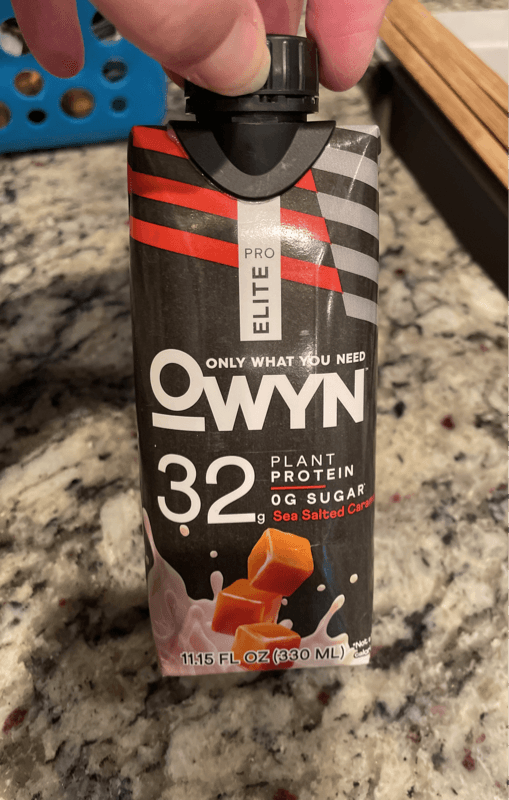 ELITE PRO
ONLY WHAT YOU NEED
OWYN
32g
PLANT
PROTEIN
0G SUGAR*
Sea Salted
11.15 FL OZ (330 ML)
*Not